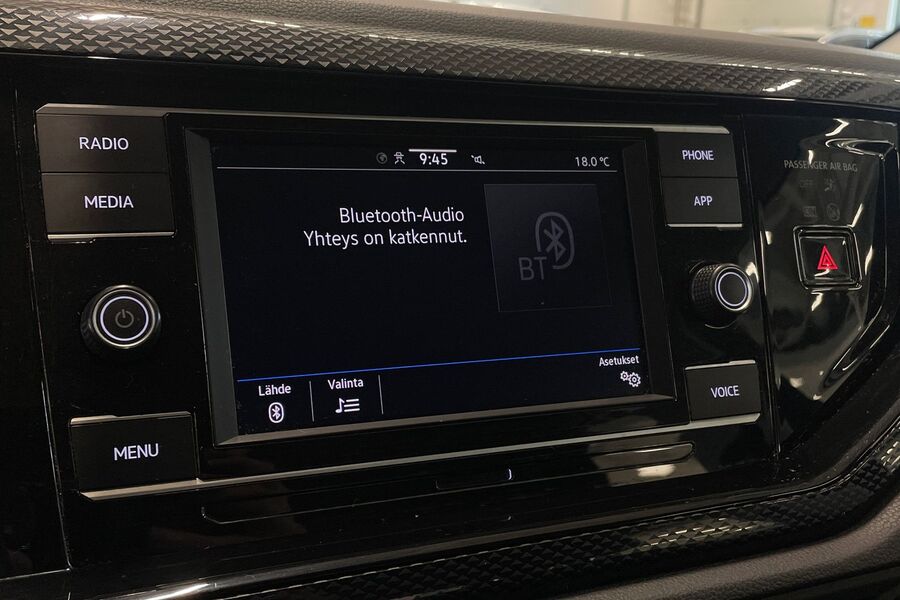 RADIO
MEDIA
MENU
9:45
18.0°C
Bluetooth-Audio
Yhteys on katkennut.
BT
Lähde
Valinta
Asetukset
PHONE
APP
VOICE
PASSENGER AIR BAG
OFF